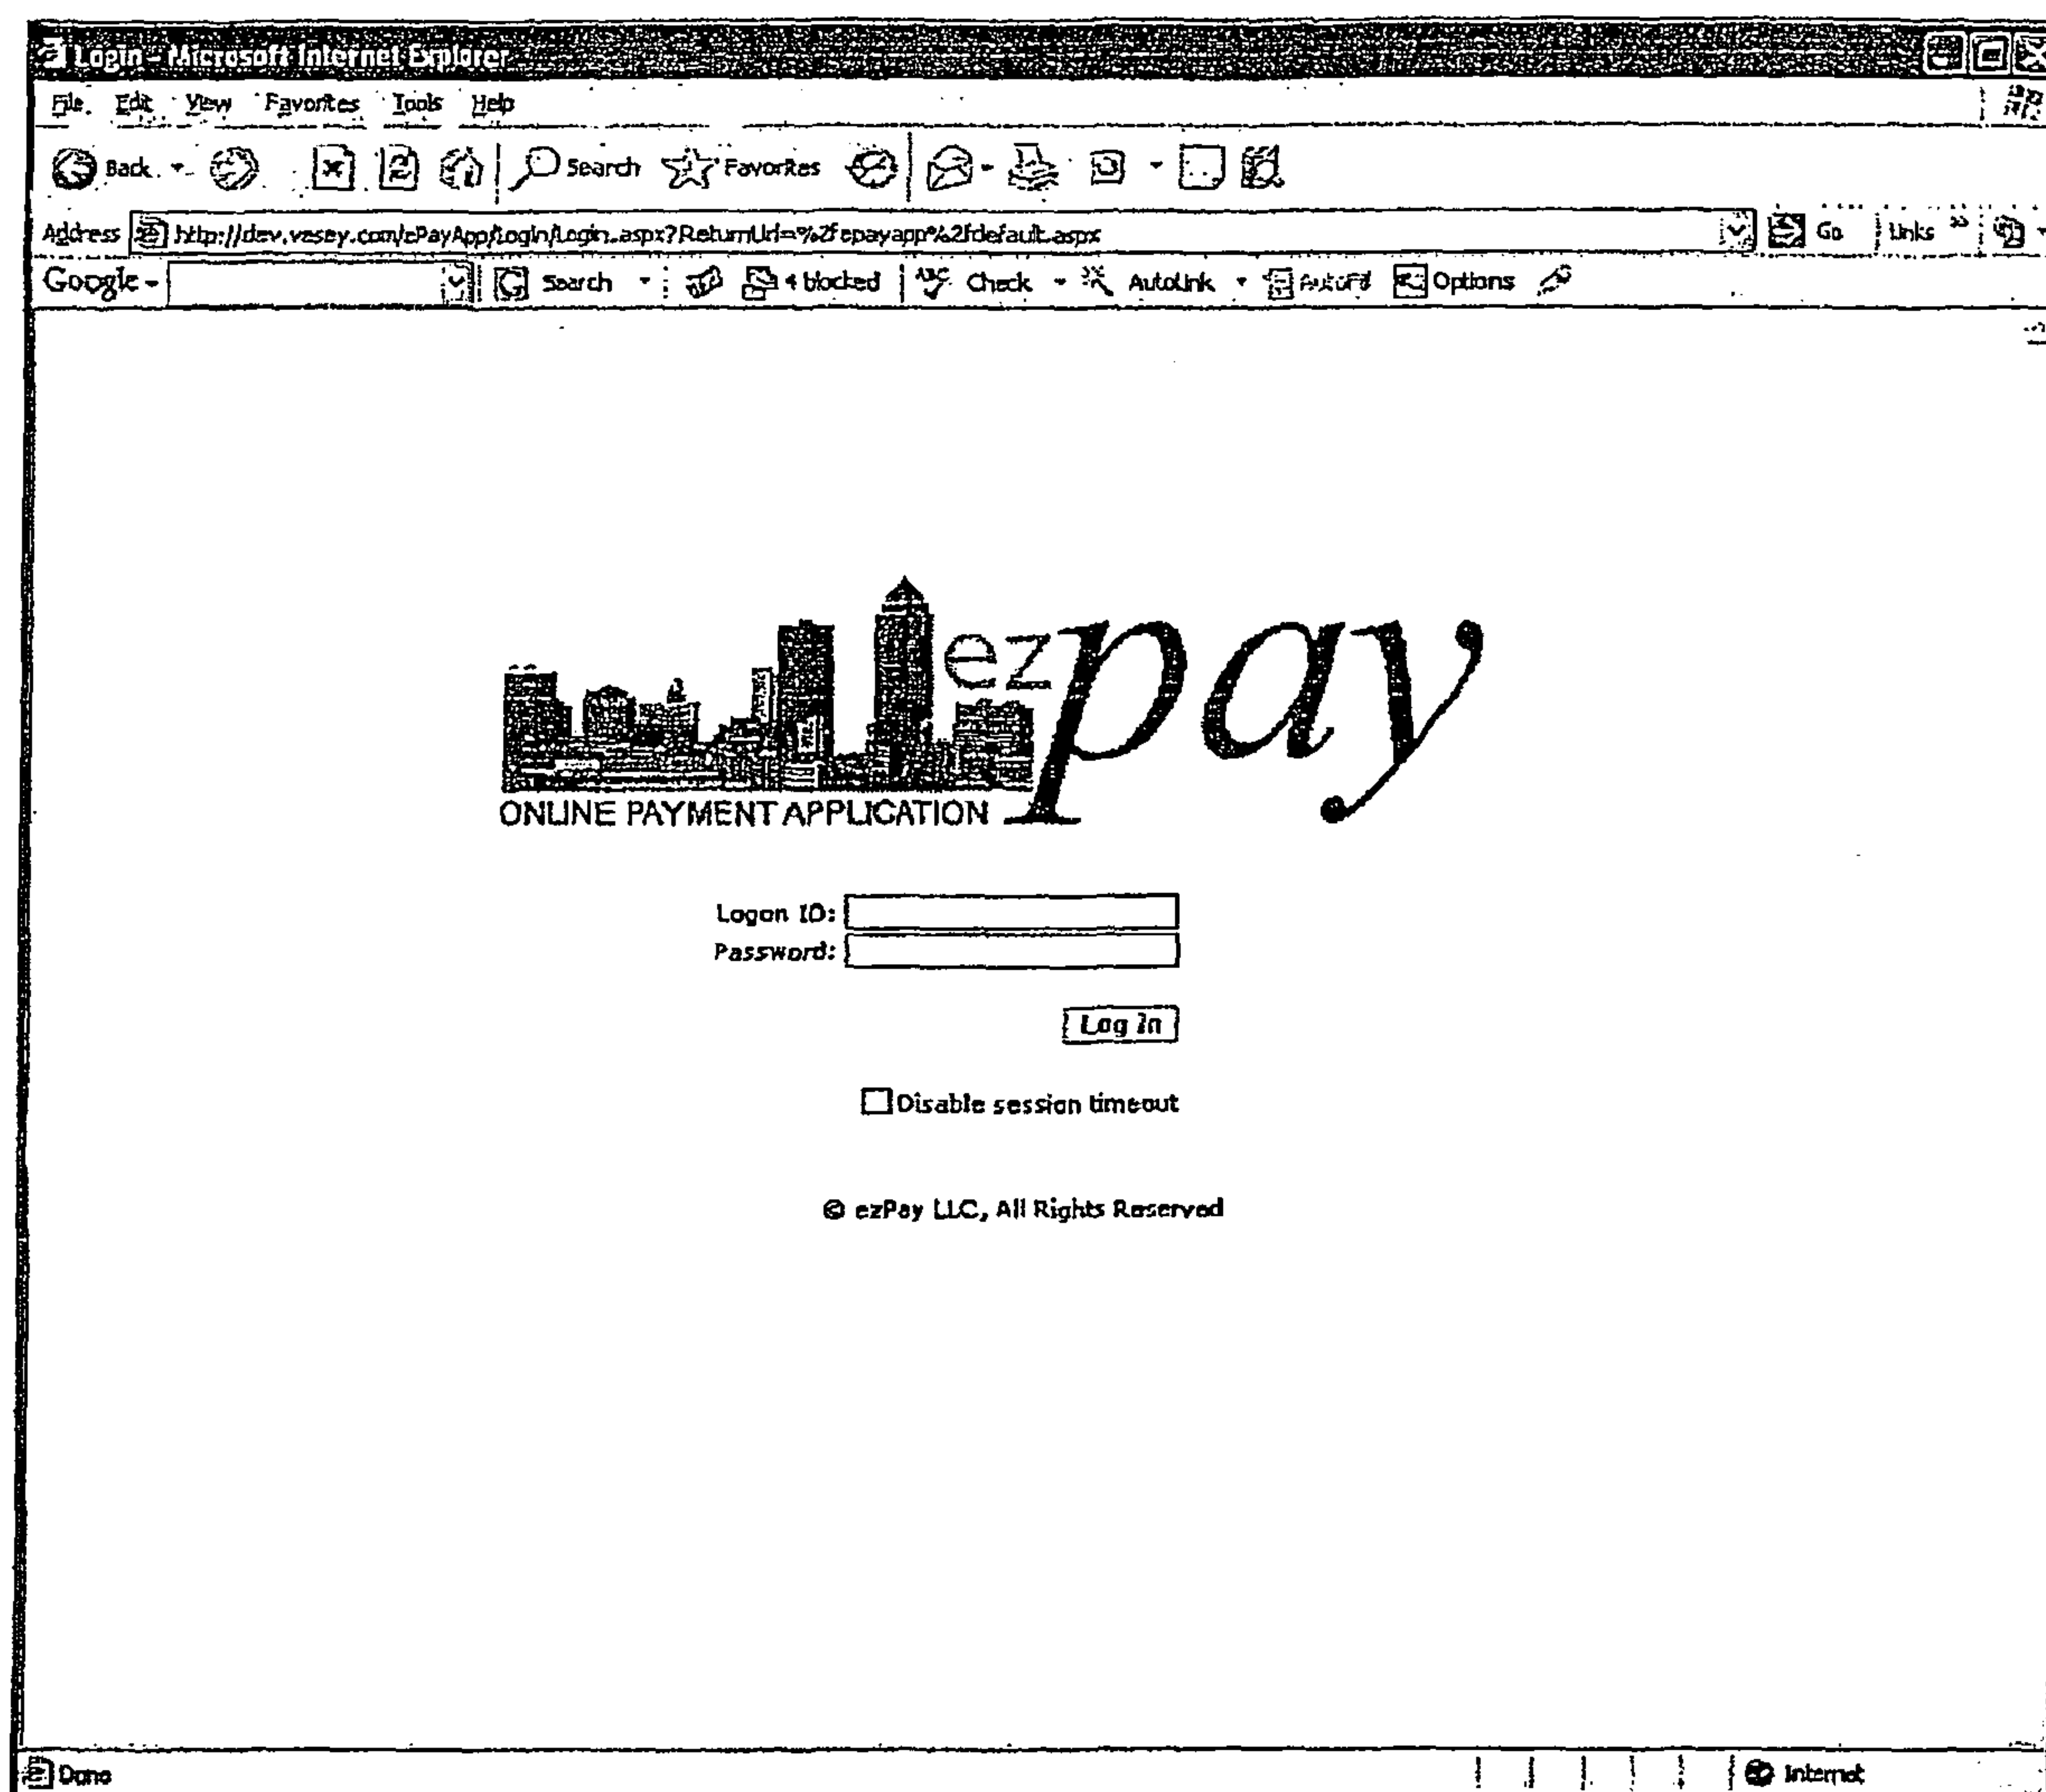 Login - Microsoft Internet Explorer
File Edit View Favorites Tools Help
Back Search Favorites
Address http://dev.vasey.com/ePayApp/Login/Login.aspx?ReturnUrl=%2fepayapp%2fdefault.aspx Go Links »
Google Search 4 blocked ABC Check AutoLink AutoFill Options
ez pay
ONLINE PAYMENT APPLICATION
Logon ID:
Password:
Log In
Disable session timeout
© ezPay LLC, All Rights Reserved
Done Internet